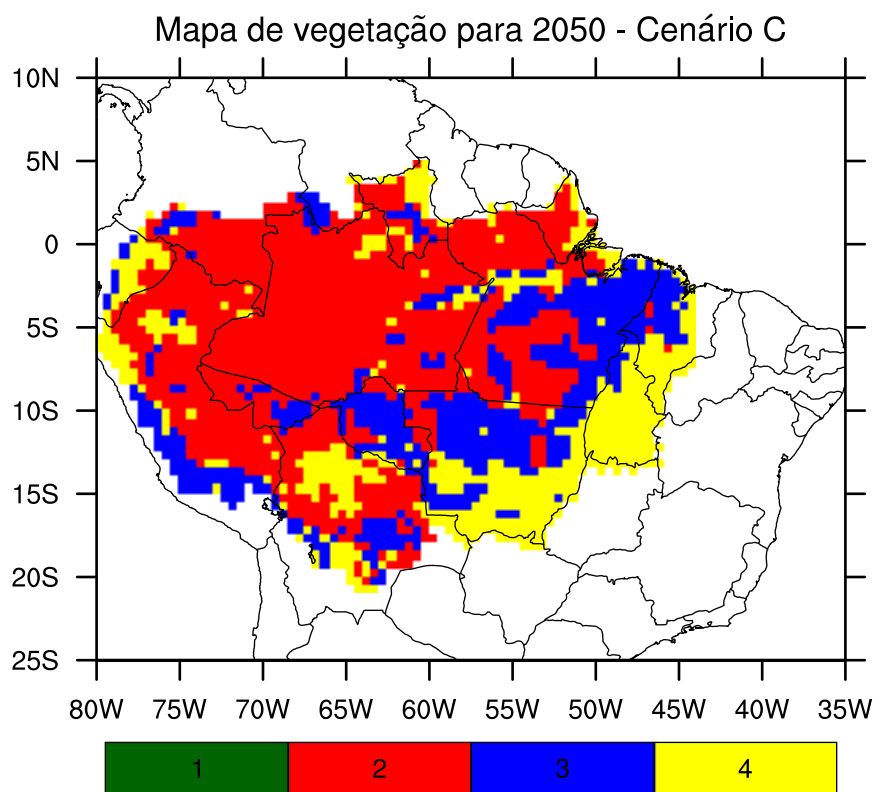 Mapa de vegetação para 2050 - Cenário C
10N
5N
0
5S
10S
15S
20S
25S
80W 75W 70W 65W 60W 55W 50W 45W 40W 35W
1 2 3 4